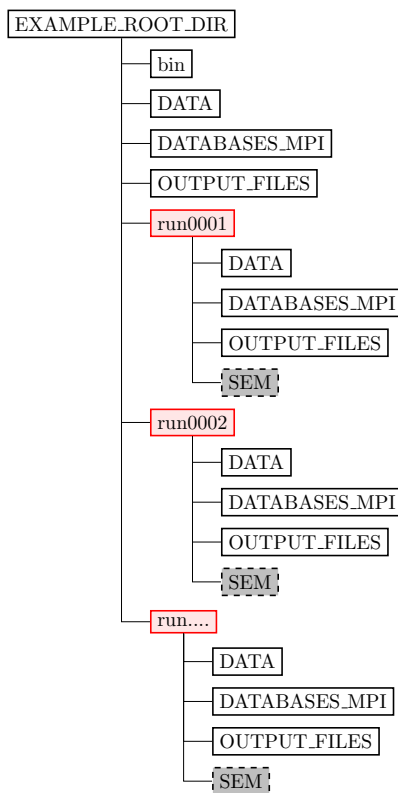 EXAMPLE_ROOT_DIR
bin
DATA
DATABASES_MPI
OUTPUT_FILES
run0001
DATA
DATABASES_MPI
OUTPUT_FILES
SEM
run0002
DATA
DATABASES_MPI
OUTPUT_FILES
SEM
run....
DATA
DATABASES_MPI
OUTPUT_FILES
SEM